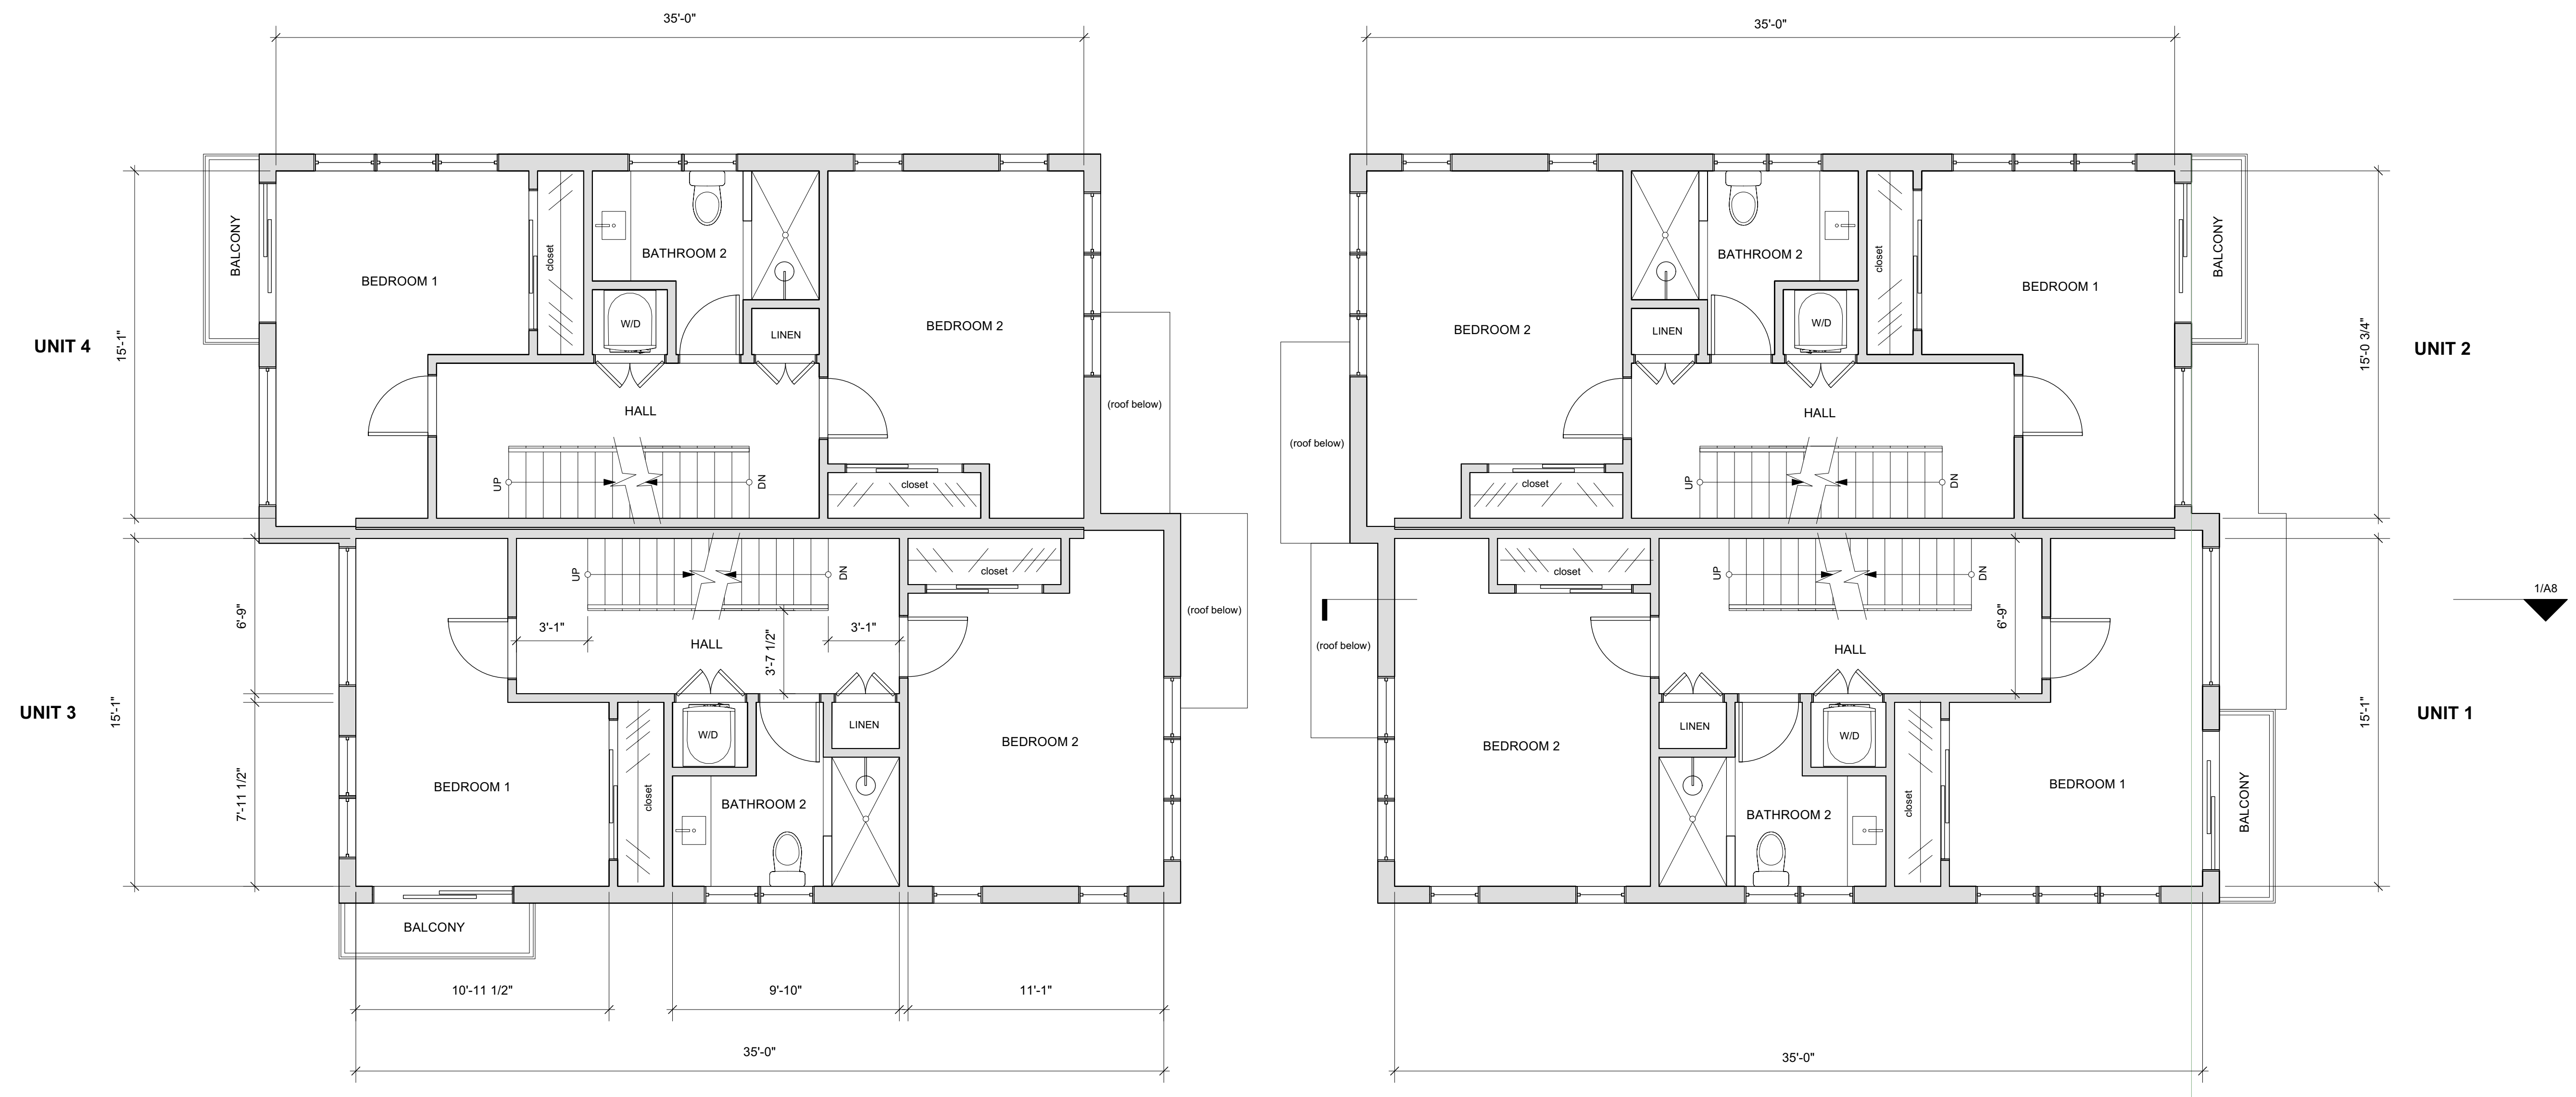 35'-0"
35'-0"
UNIT 4
15'-1"
BALCONY
BEDROOM 1
closet
BATHROOM 2
W/D
LINEN
BEDROOM 2
HALL
UP
DN
closet
(roof below)
BEDROOM 2
BATHROOM 2
closet
BEDROOM 1
BALCONY
LINEN
W/D
HALL
UP
DN
closet
(roof below)
15'-0 3/4"
UNIT 2
UNIT 3
15'-1"
6'-9"
7'-11 1/2"
UP
DN
closet
3'-1"
HALL
3'-7 1/2"
3'-1"
(roof below)
BEDROOM 1
closet
W/D
LINEN
BATHROOM 2
BEDROOM 2
BALCONY
10'-11 1/2"
9'-10"
11'-1"
35'-0"
closet
UP
DN
6'-9"
HALL
(roof below)
BEDROOM 2
LINEN
W/D
BATHROOM 2
closet
BEDROOM 1
BALCONY
15'-1"
UNIT 1
1/A8
35'-0"